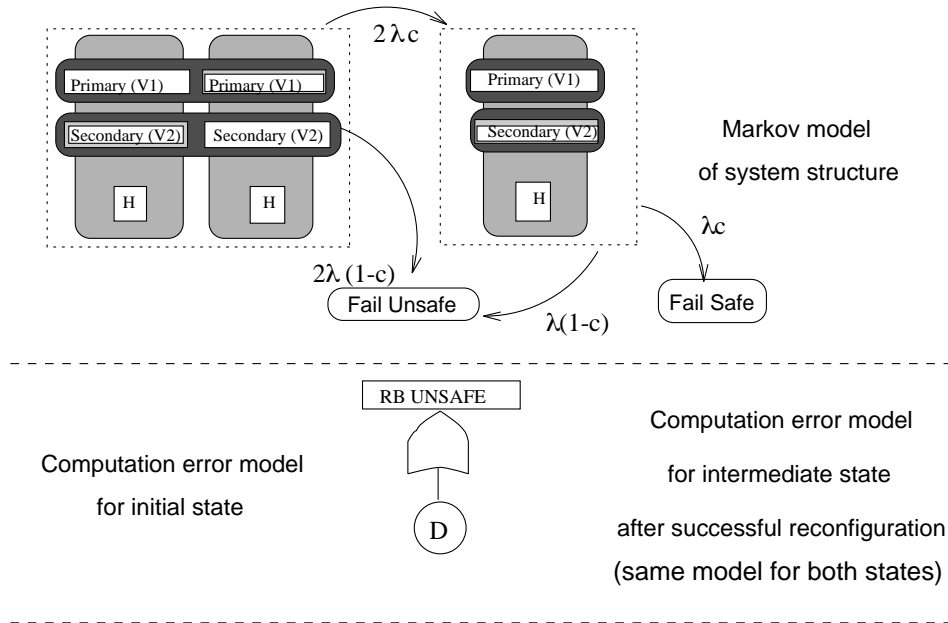 2λc
Primary (V1)
Primary (V1)
Primary (V1)
Secondary (V2)
Secondary (V2)
Secondary (V2)
Markov model
of system structure
H
H
H
λc
2λ (1-c)
Fail Unsafe
Fail Safe
λ(1-c)
RB UNSAFE
Computation error model
for initial state
D
Computation error model
for intermediate state
after successful reconfiguration
(same model for both states)